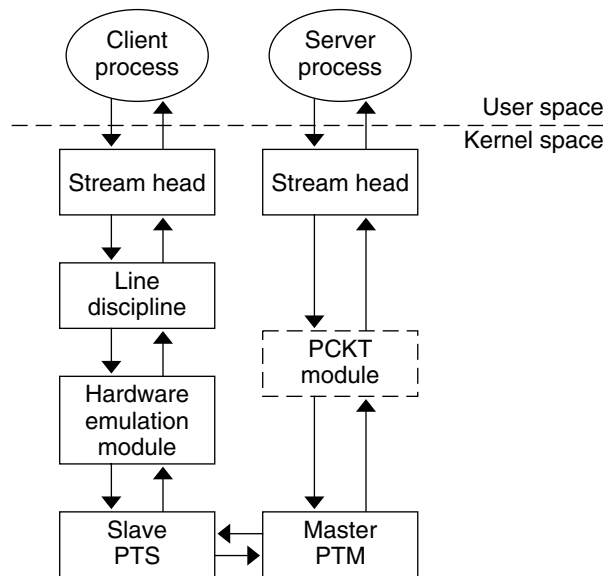 Client
process
Server
process
User space
Kernel space
Stream head
Stream head
Line
discipline
PCKT
module
Hardware
emulation
module
Slave
PTS
Master
PTM